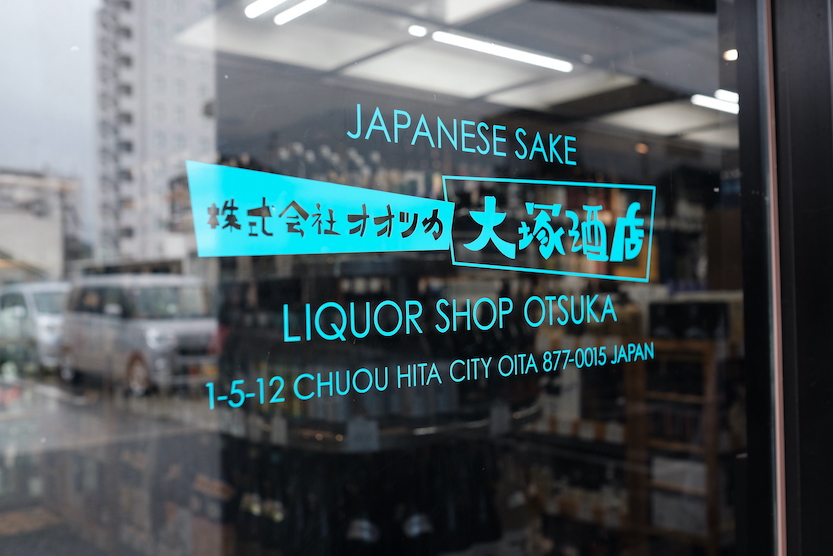 JAPANESE SAKE
株式会社オオツカ 大塚酒店
LIQUOR SHOP OTSUKA
1-5-12 CHUOU HITA CITY OITA 877-0015 JAPAN